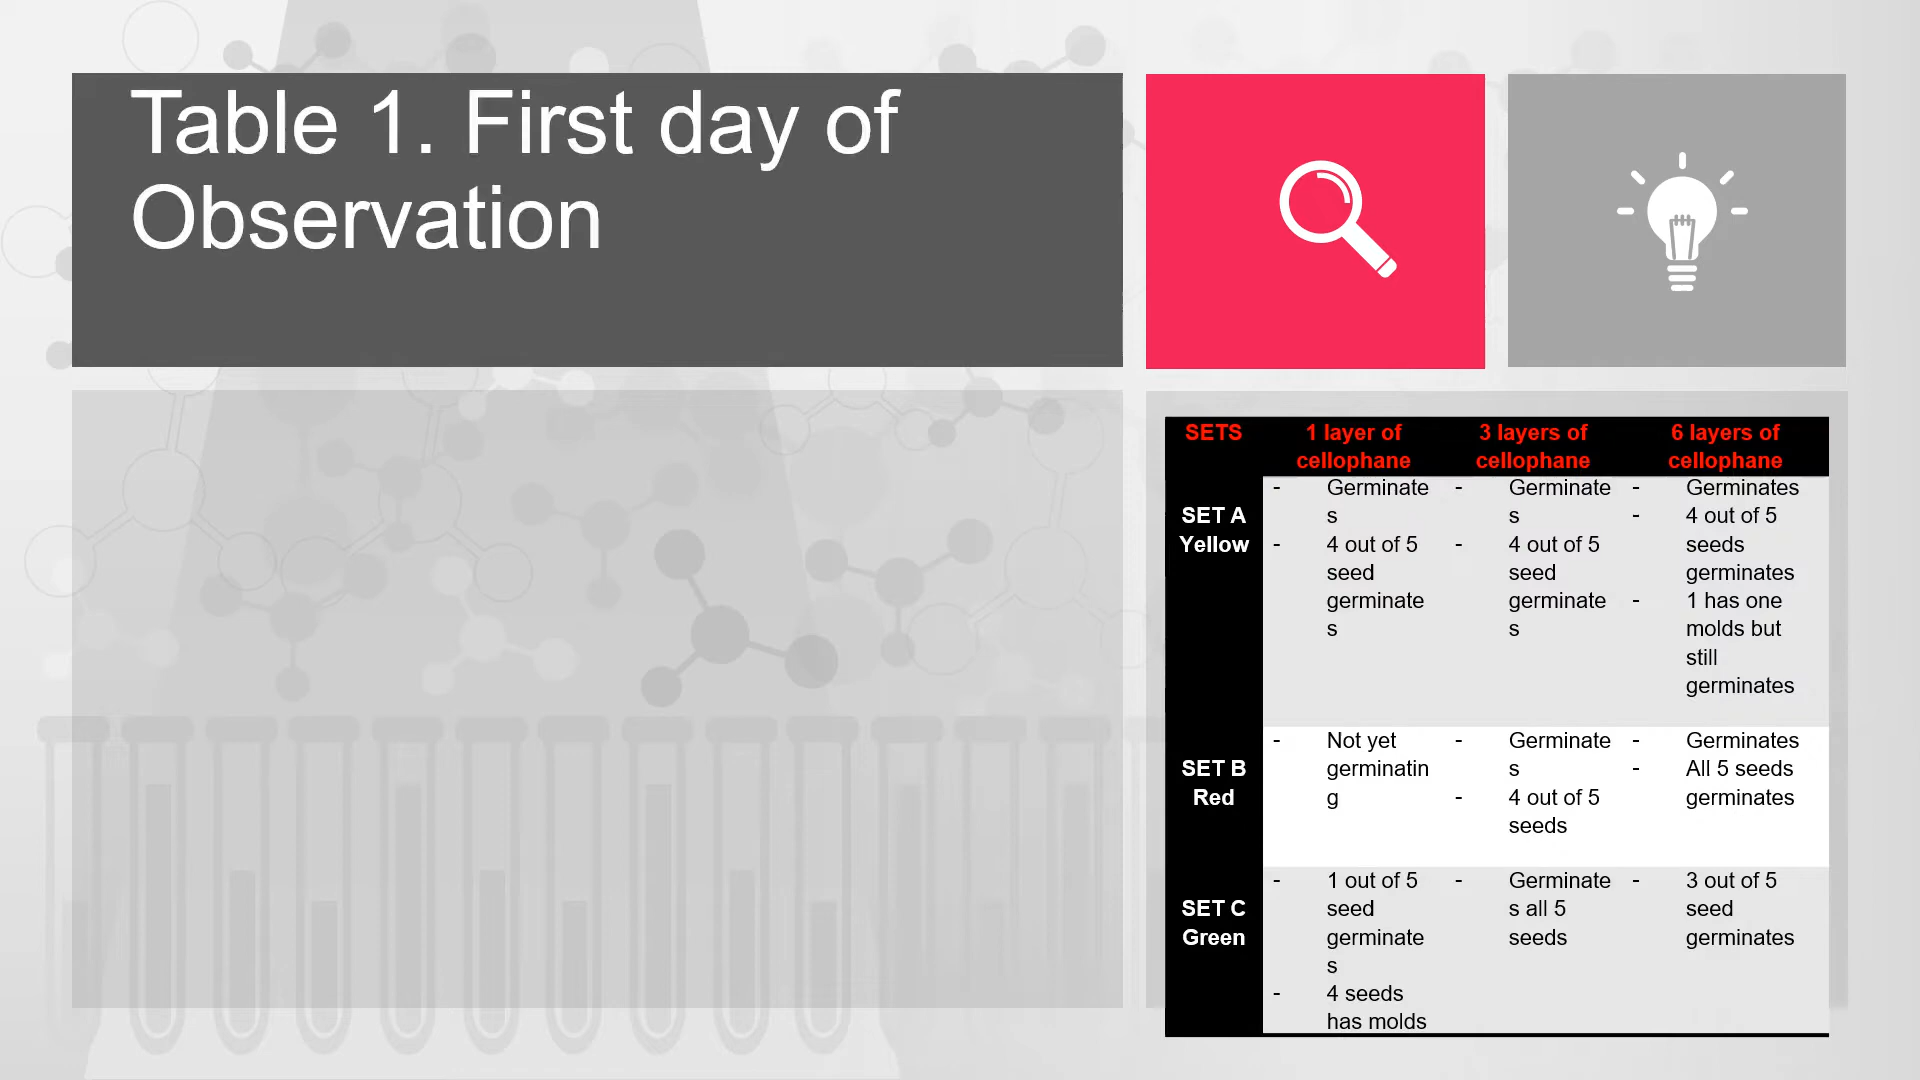 Table 1. First day of
Observation
SETS
1 layer of
cellophane
3 layers of
cellophane
6 layers of
cellophane
SET A
Yellow
- Germinate
s
- 4 out of 5
seed
germinate
s
- Germinate
s
- 4 out of 5
seed
germinate
s
- Germinates
- 4 out of 5
seeds
germinates
- 1 has one
molds but
still
germinates
SET B
Red
- Not yet
germinatin
g
- Germinate
s
- 4 out of 5
seeds
- Germinates
- All 5 seeds
germinates
SET C
Green
- 1 out of 5
seed
germinate
s
- 4 seeds
has molds
- Germinate
s all 5
seeds
- 3 out of 5
seed
germinates